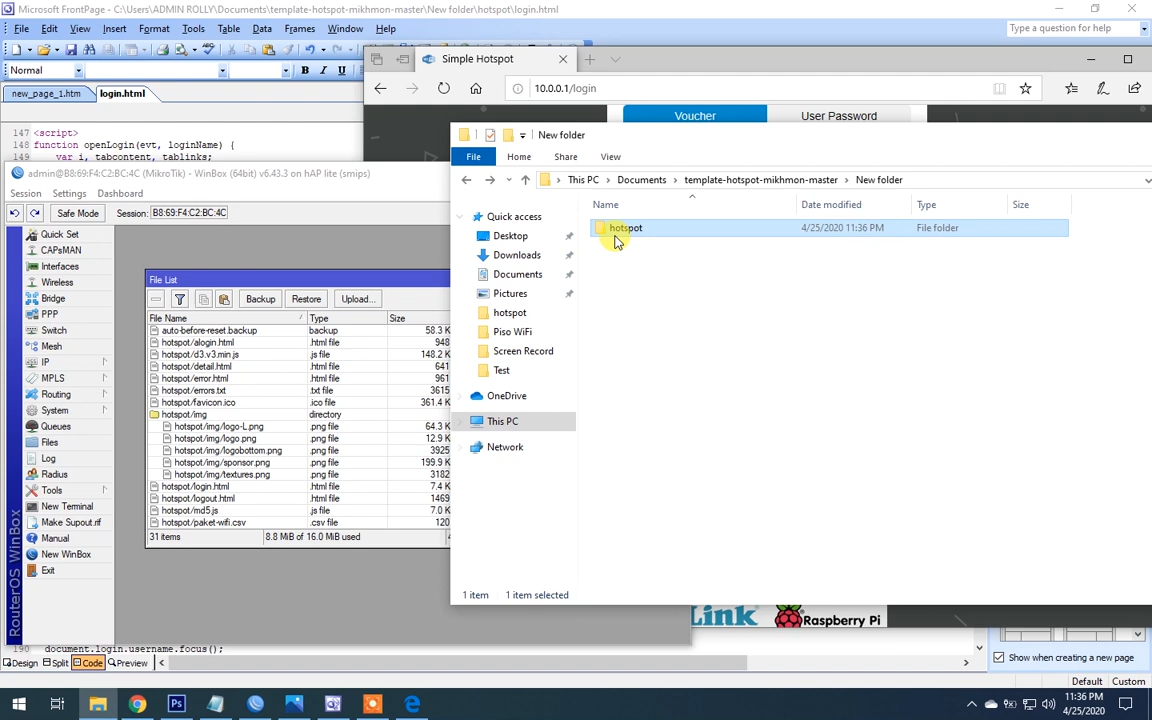 Microsoft FrontPage - C:\Users\ADMIN ROLLY\Documents\template-hotspot-mikhmon-master\New folder\hotspot\login.html
File Edit View Insert Format Tools Table Data Frames Window Help
Type a question for help
Normal
B I U
new_page_1.htm login.html
147 <script>
148 function openLogin(evt, loginName) {
149 var i, tabcontent, tablinks;
Simple Hotspot
10.0.0.1/login
Voucher User Password
admin@B8:69:F4:C2:BC:4C (MikroTik) - WinBox (64bit) v6.43.3 on hAP lite (smips)
Session Settings Dashboard
Safe Mode Session: B8:69:F4:C2:BC:4C
RouterOS WinBox
Quick Set
CAPsMAN
Interfaces
Wireless
Bridge
PPP
Switch
Mesh
IP
MPLS
Routing
System
Queues
Files
Log
Radius
Tools
New Terminal
Make Supout.rif
Manual
New WinBox
Exit
File List
Backup Restore Upload...
File Name / Type Size
auto-before-reset.backup backup 58.3 K
hotspot/alogin.html .html file 948
hotspot/d3.v3.min.js .js file 148.2 K
hotspot/detail.html .html file 641
hotspot/error.html .html file 961
hotspot/errors.txt .txt file 3615
hotspot/favicon.ico .ico file 361.4 K
hotspot/img directory
hotspot/img/logo-L.png .png file 64.3 K
hotspot/img/logo.png .png file 12.9 K
hotspot/img/logobottom.png .png file 3925
hotspot/img/sponsor.png .png file 199.9 K
hotspot/img/textures.png .png file 3182
hotspot/login.html .html file 7.4 K
hotspot/logout.html .html file 1469
hotspot/md5.js .js file 7.0 K
hotspot/paket-wifi.csv .csv file 120
31 items 8.8 MiB of 16.0 MiB used
New folder
File Home Share View
This PC > Documents > template-hotspot-mikhmon-master > New folder
Name Date modified Type Size
hotspot 4/25/2020 11:36 PM File folder
Quick access
Desktop
Downloads
Documents
Pictures
hotspot
Piso WiFi
Screen Record
Test
OneDrive
This PC
Network
1 item 1 item selected
Link Raspberry Pi
190 document.login.username.focus();
Design Split Code Preview
Show when creating a new page
Default Custom
11:36 PM
4/25/2020